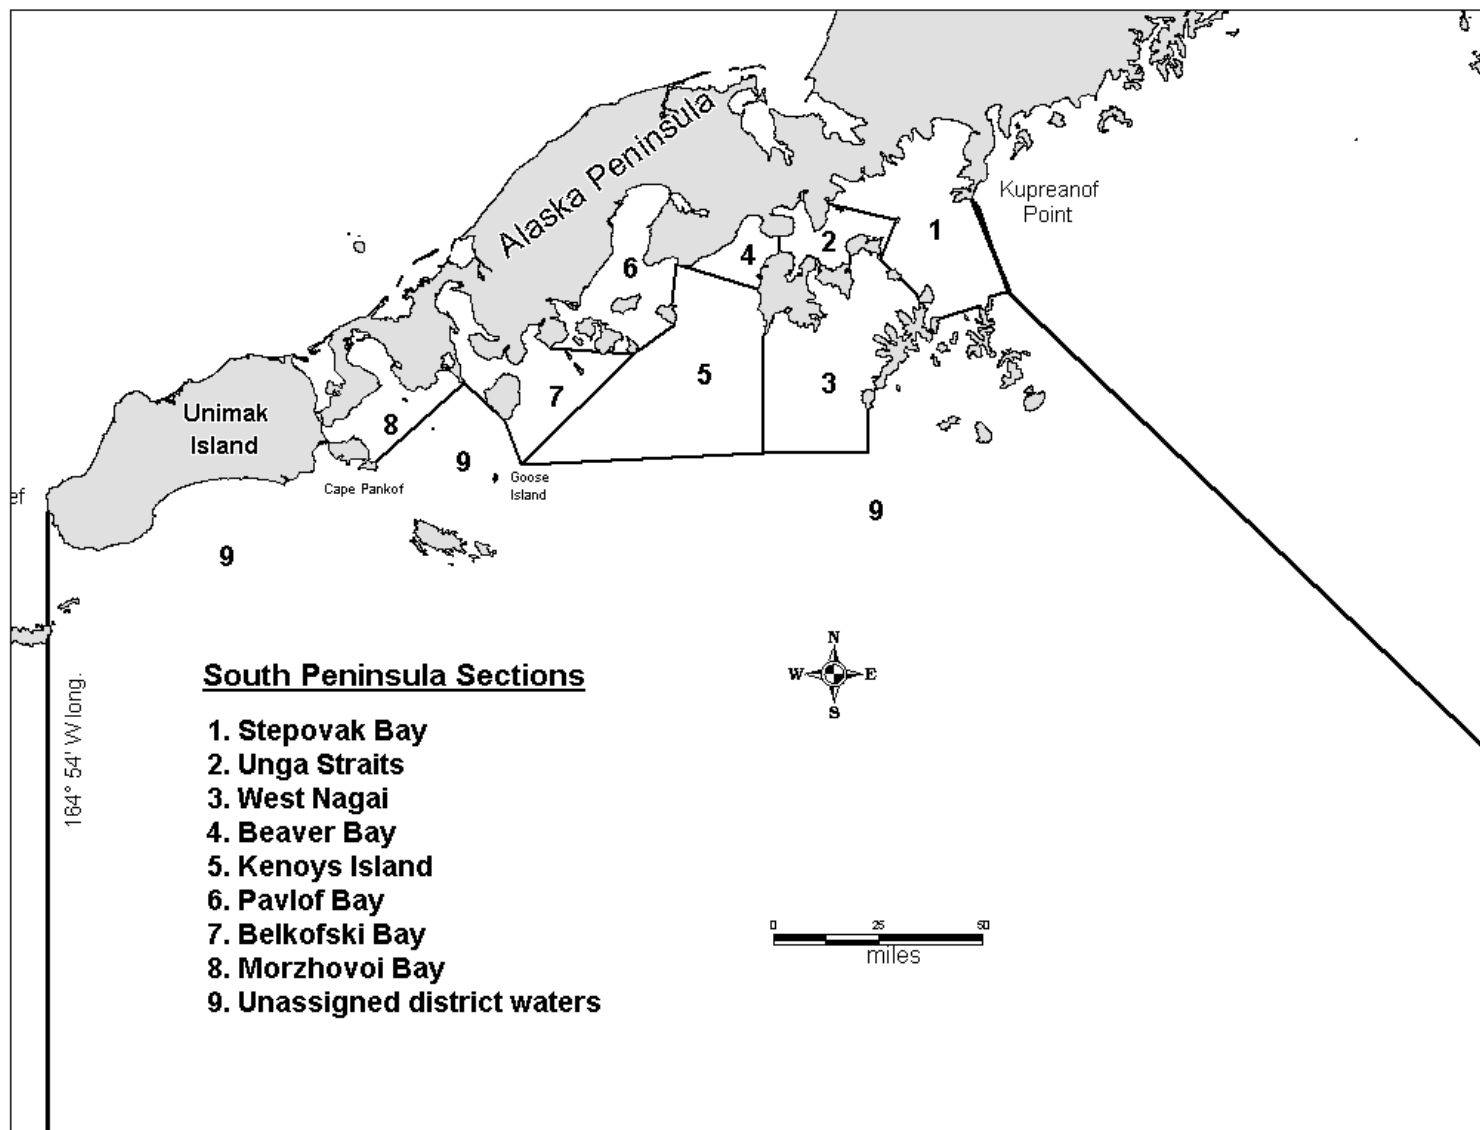 Alaska Peninsula
Kupreanof
Point
1
2
4
6
5
3
7
8
9
Unimak
Island
Cape Pankof
Goose
Island
ef
9
9
164° 54' W long.
N
W E
S
South Peninsula Sections
1. Stepovak Bay
2. Unga Straits
3. West Nagai
4. Beaver Bay
5. Kenoys Island
6. Pavlof Bay
7. Belkofski Bay
8. Morzhovoi Bay
9. Unassigned district waters
0 25 50
miles